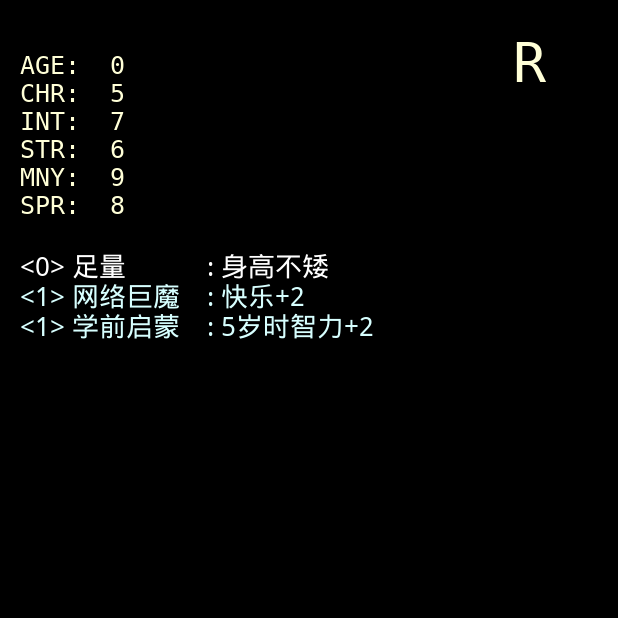 R
AGE: 0
CHR: 5
INT: 7
STR: 6
MNY: 9
SPR: 8
<0> 足量 : 身高不矮
<1> 网络巨魔 : 快乐+2
<1> 学前启蒙 : 5岁时智力+2